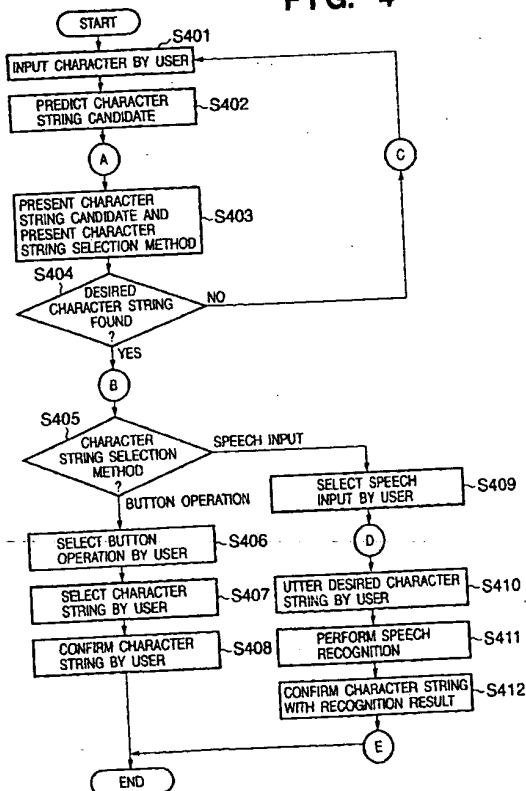 FIG. 4
START
S401
INPUT CHARACTER BY USER
PREDICT CHARACTER
STRING CANDIDATE
S402
A
C
PRESENT CHARACTER
STRING CANDIDATE AND
PRESENT CHARACTER
STRING SELECTION METHOD
S403
S404
DESIRED
CHARACTER STRING
FOUND
?
NO
YES
B
S405
CHARACTER
STRING SELECTION
METHOD
?
SPEECH INPUT
BUTTON OPERATION
SELECT BUTTON
OPERATION BY USER
S406
SELECT CHARACTER
STRING BY USER
S407
CONFIRM CHARACTER
STRING BY USER
S408
SELECT SPEECH
INPUT BY USER
S409
D
UTTER DESIRED CHARACTER
STRING BY USER
S410
PERFORM SPEECH
RECOGNITION
S411
CONFIRM CHARACTER STRING
WITH RECOGNITION RESULT
S412
E
END